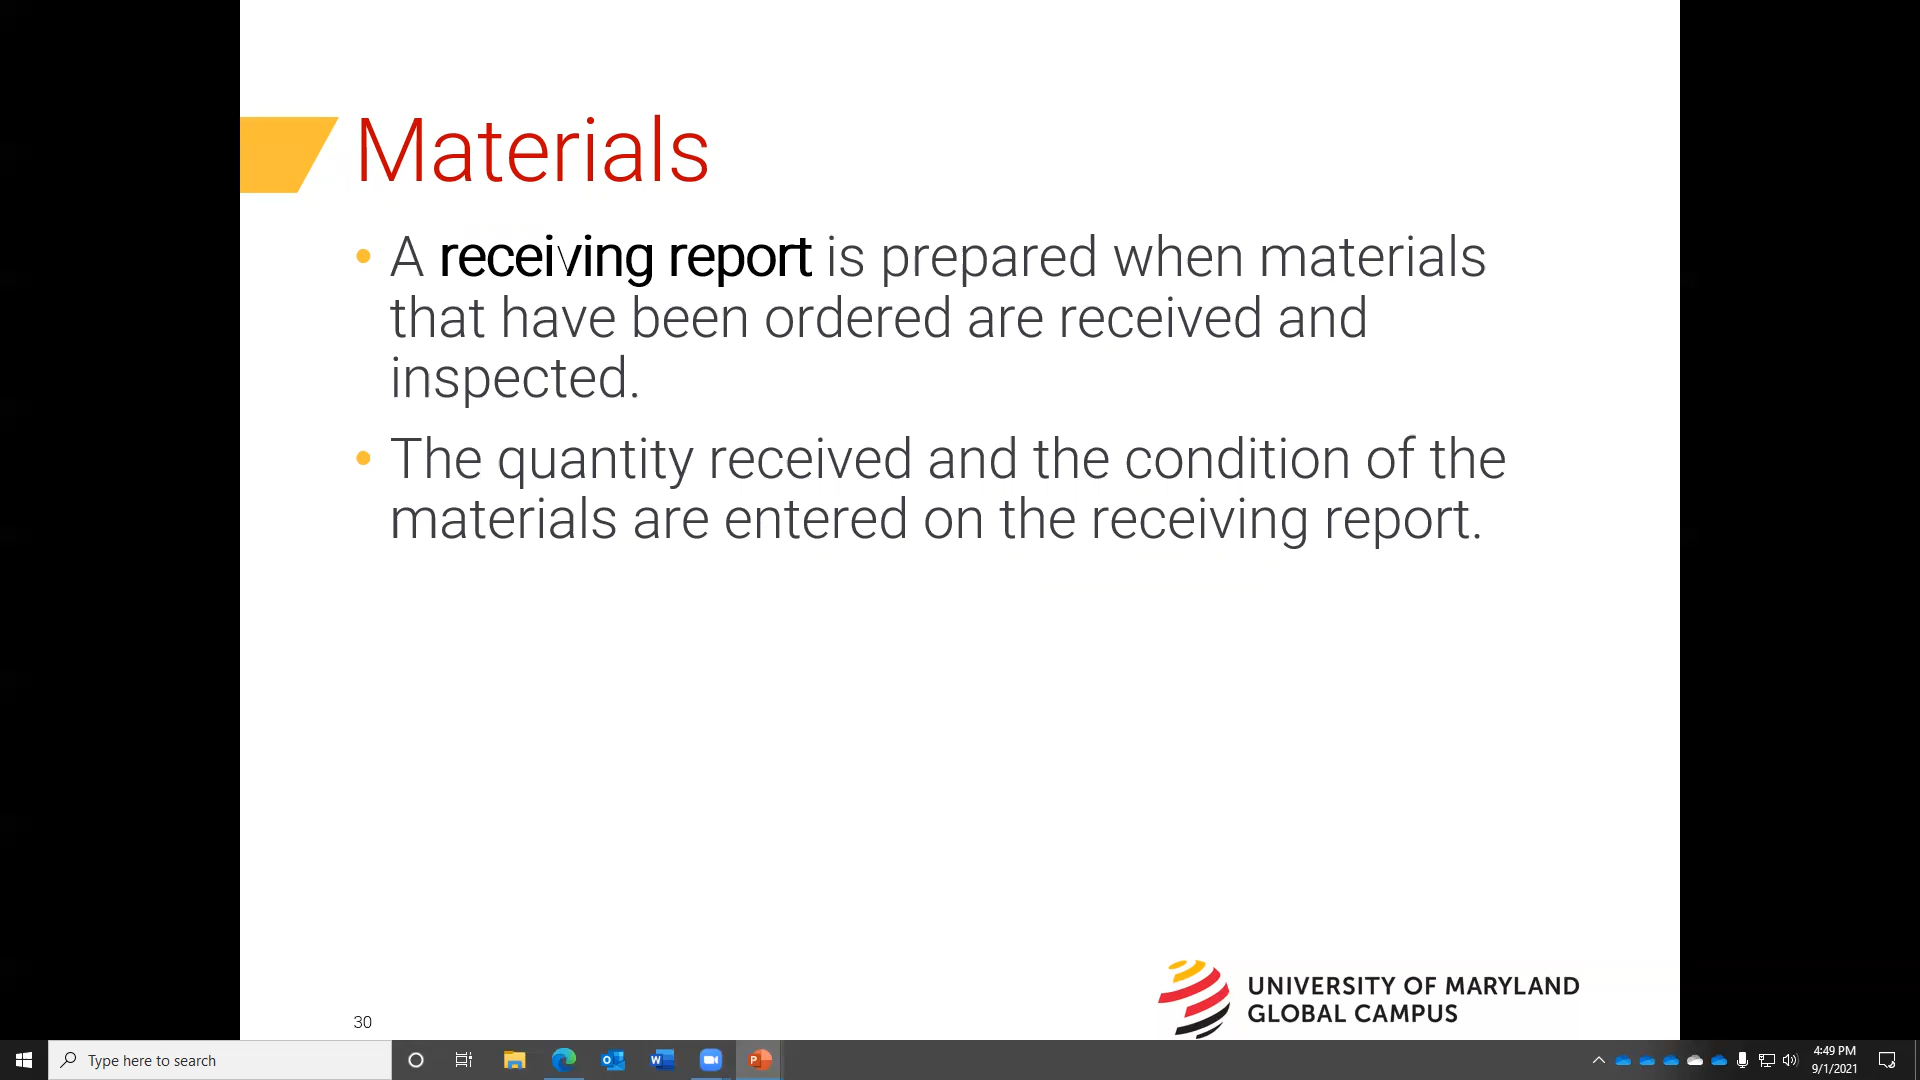 Materials
• A receiving report is prepared when materials
that have been ordered are received and
inspected.
• The quantity received and the condition of the
materials are entered on the receiving report.
UNIVERSITY OF MARYLAND
GLOBAL CAMPUS
30
Type here to search
4:49 PM
9/1/2021